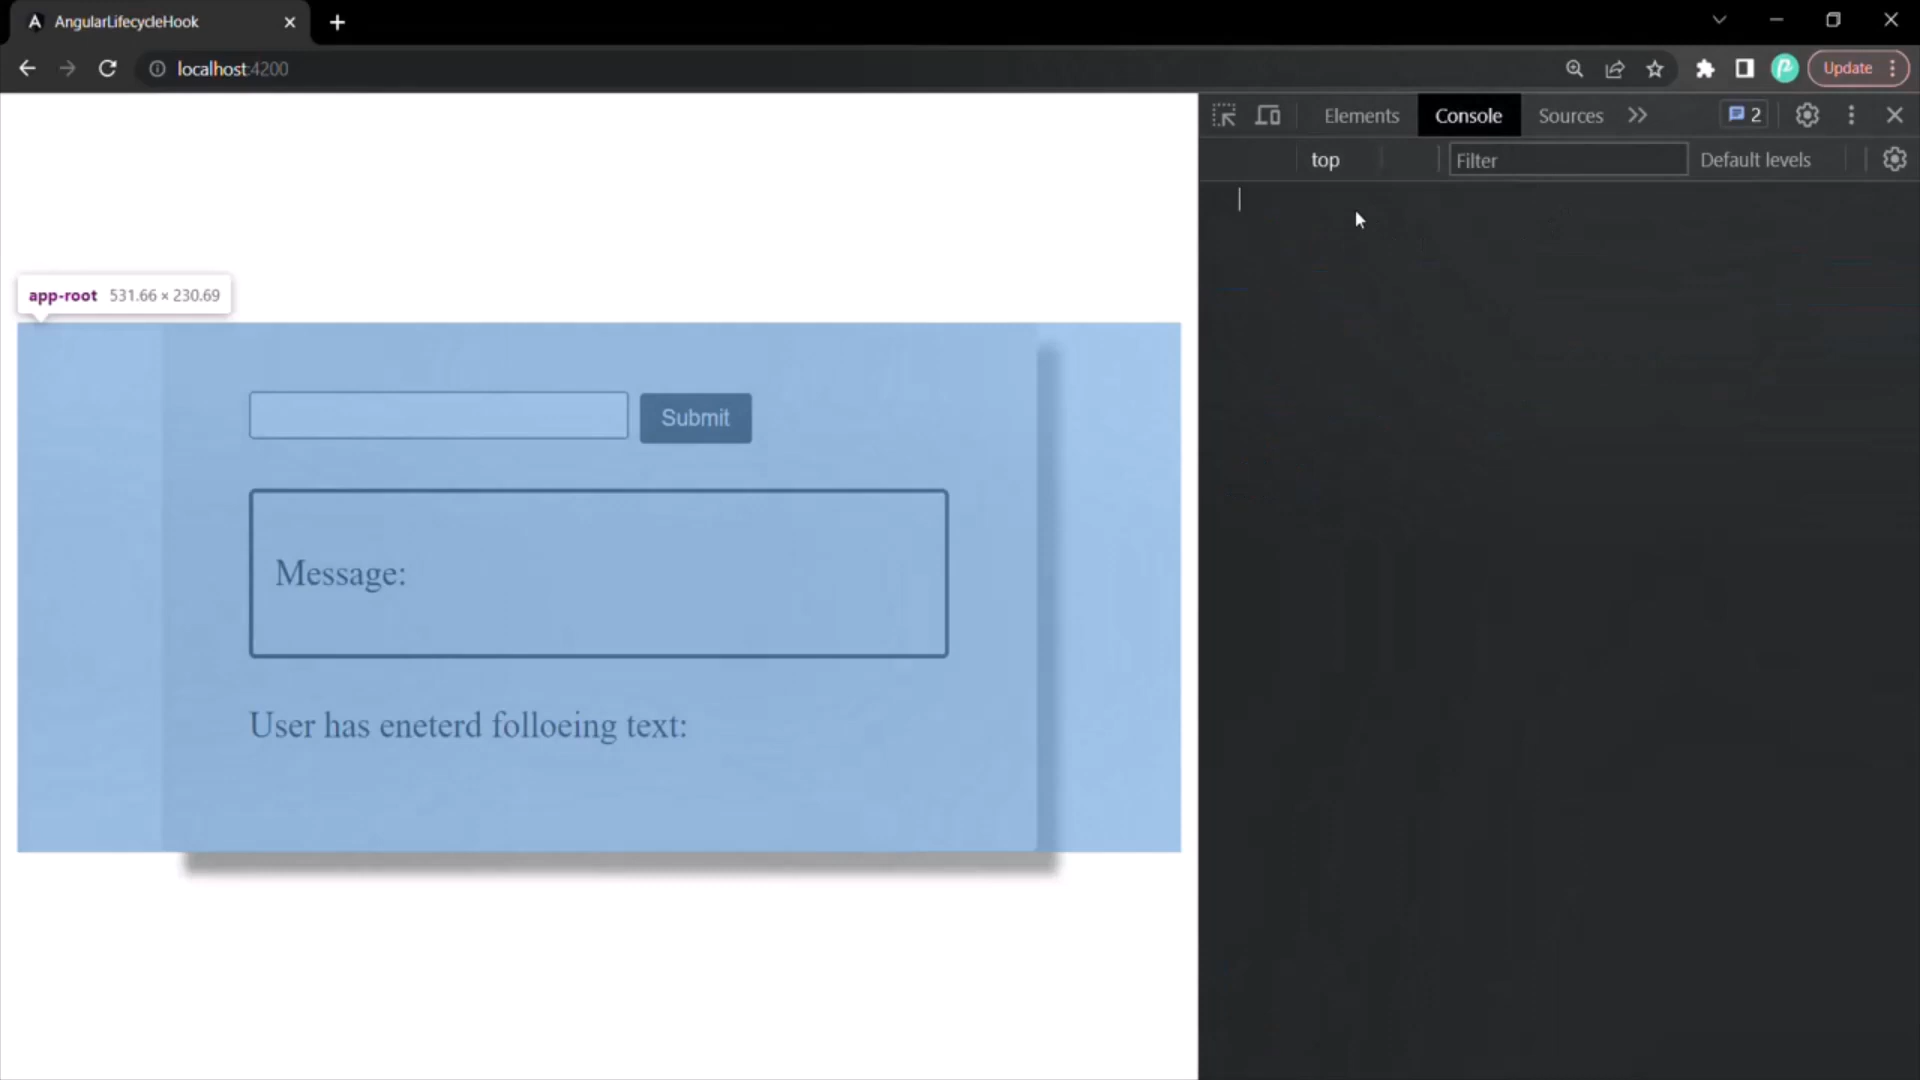 AngularLifecycleHook
localhost:4200
Update
Elements Console Sources 2
top Filter Default levels
app-root 531.66 × 230.69
Submit
Message:
User has eneterd folloeing text: